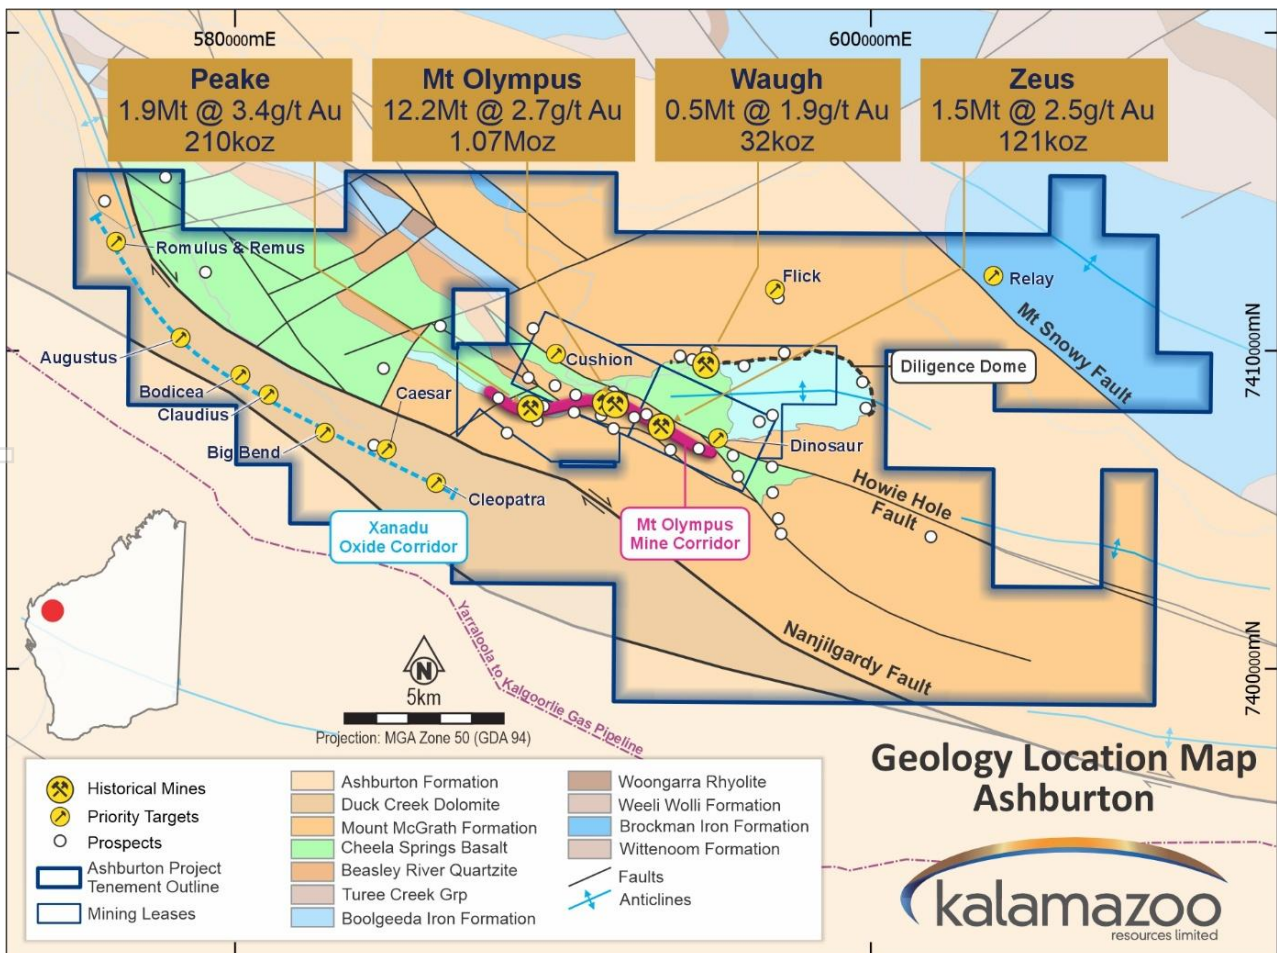 580000mE
600000mE
Peake
1.9Mt @ 3.4g/t Au
210koz
Mt Olympus
12.2Mt @ 2.7g/t Au
1.07Moz
Waugh
0.5Mt @ 1.9g/t Au
32koz
Zeus
1.5Mt @ 2.5g/t Au
121koz
Romulus & Remus
Flick
Relay
Mt Snowy Fault
7410000mN
Augustus
Cushion
Diligence Dome
Bodicea
Caesar
Claudius
Big Bend
Dinosaur
Cleopatra
Howie Hole
Fault
Xanadu
Oxide Corridor
Mt Olympus
Mine Corridor
Nanjilgardy Fault
7400000mN
Yarraloola to Kalgoorlie Gas Pipeline
N
5km
Projection: MGA Zone 50 (GDA 94)
Geology Location Map
Ashburton
Historical Mines
Priority Targets
Prospects
Ashburton Project
Tenement Outline
Mining Leases
Ashburton Formation
Duck Creek Dolomite
Mount McGrath Formation
Cheela Springs Basalt
Beasley River Quartzite
Turee Creek Grp
Boolgeeda Iron Formation
Woongarra Rhyolite
Weeli Wolli Formation
Brockman Iron Formation
Wittenoom Formation
Faults
Anticlines
kalamazoo
resources limited